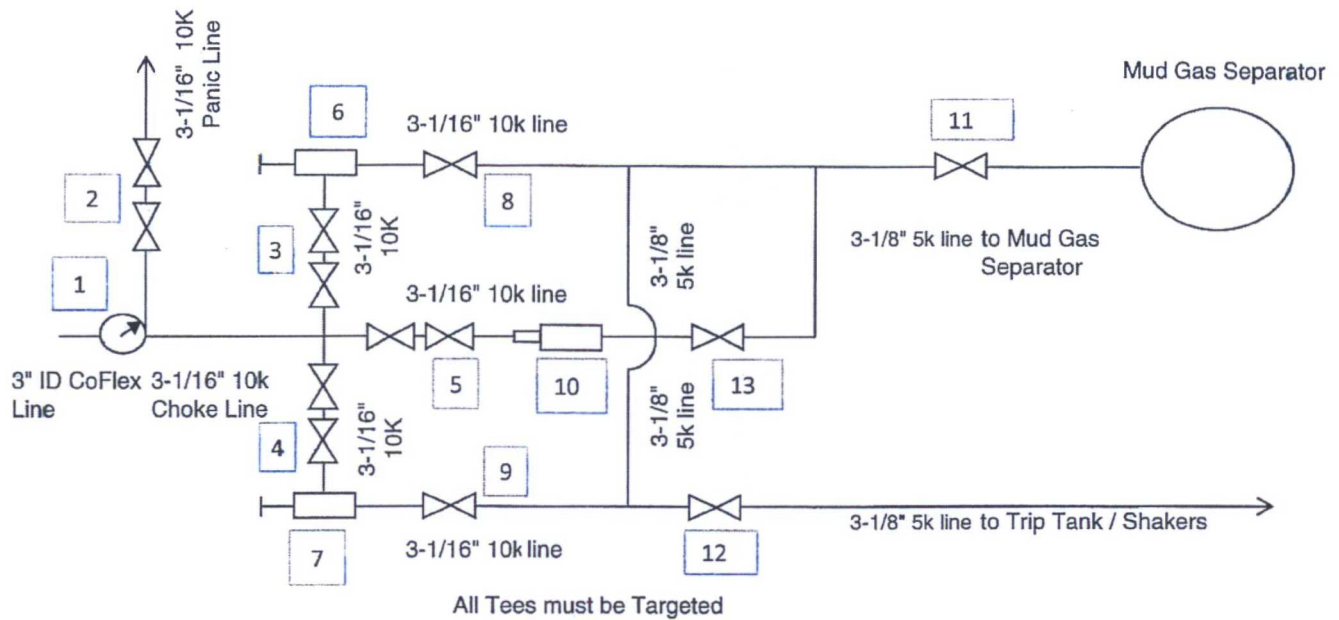 3-1/16" 10K
Panic Line
Mud Gas Separator
6
3-1/16" 10k line
11
2
8
3
3-1/16"
10K
3-1/8"
5k line
3-1/8" 5k line to Mud Gas
Separator
1
3-1/16" 10k line
3" ID CoFlex
Line
3-1/16" 10k
Choke Line
5
10
13
4
3-1/16"
10K
3-1/8"
5k line
9
7
3-1/16" 10k line
12
3-1/8" 5k line to Trip Tank / Shakers
All Tees must be Targeted